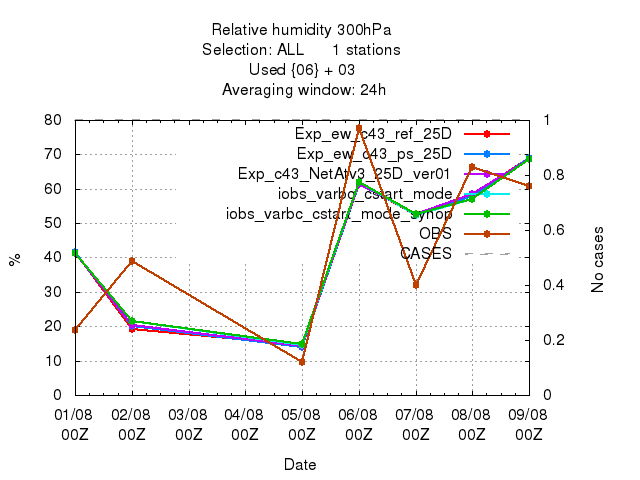 Relative humidity 300hPa
Selection: ALL 1 stations
Used {06} + 03
Averaging window: 24h
80 1
Exp_ew_c43_ref_25D
Exp_ew_c43_ps_25D
70
Exp_c43_NetAtv3_25D_ver01
0.8
iobs_varbc_cstart_mode
60
iobs_varbc_cstart_mode_synop
0.6
50
OBS
CASES
40
%
No cases
0.4
30
20
0.2
10
0 0
01/08 02/08 03/08 04/08 05/08 06/08 07/08 08/08 09/08
00Z 00Z 00Z 00Z 00Z 00Z 00Z 00Z 00Z
Date